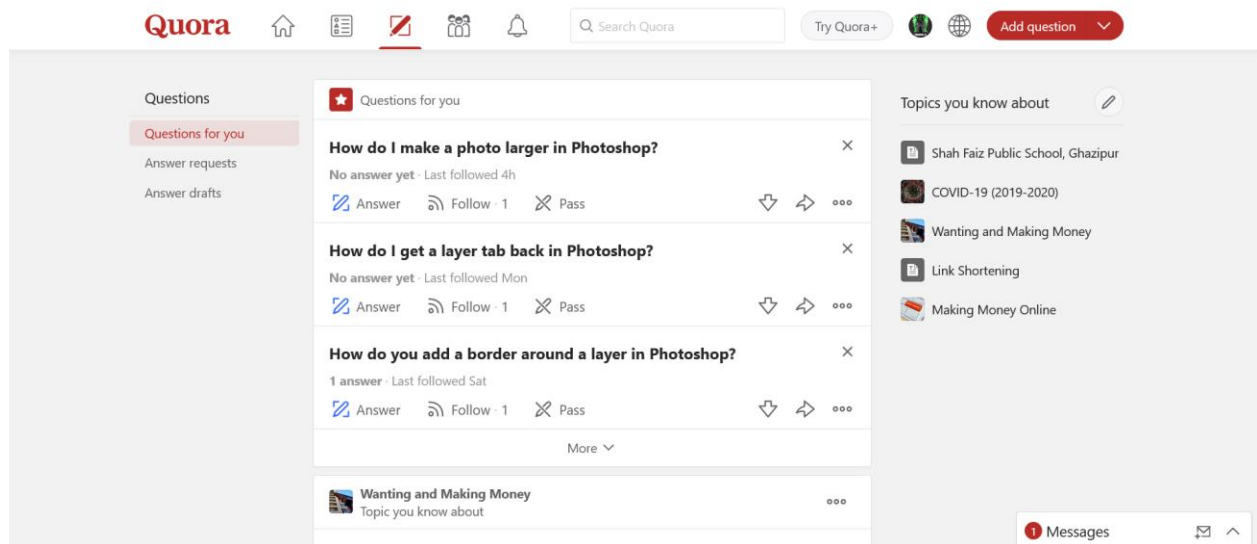 Quora
Search Quora
Try Quora+
Add question
Questions
Questions for you
Answer requests
Answer drafts
Questions for you
How do I make a photo larger in Photoshop?
No answer yet · Last followed 4h
Answer Follow · 1 Pass
How do I get a layer tab back in Photoshop?
No answer yet · Last followed Mon
Answer Follow · 1 Pass
How do you add a border around a layer in Photoshop?
1 answer · Last followed Sat
Answer Follow · 1 Pass
More
Wanting and Making Money
Topic you know about
Topics you know about
Shah Faiz Public School, Ghazipur
COVID-19 (2019-2020)
Wanting and Making Money
Link Shortening
Making Money Online
1 Messages